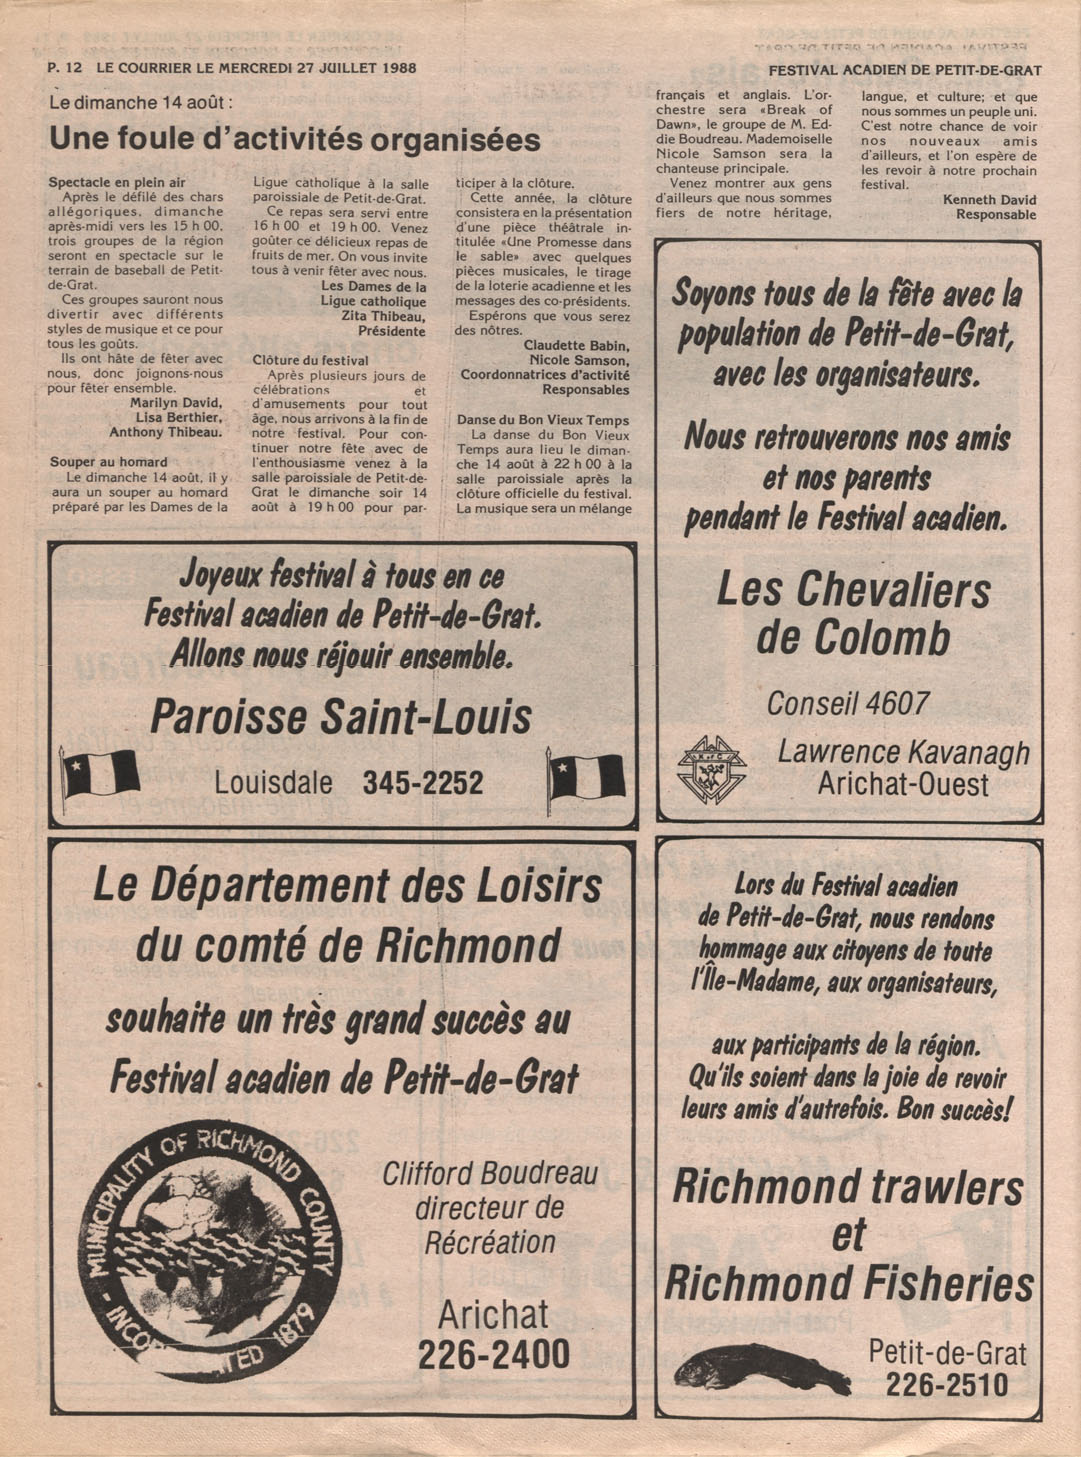 P. 12 LE COURRIER LE MERCREDI 27 JUILLET 1988
FESTIVAL ACADIEN DE PETIT-DE-GRAT
Le dimanche 14 août :
Une foule d'activités organisées
Spectacle en plein air
Après le défilé des chars
allégoriques, dimanche
après-midi vers les 15 h 00,
trois groupes de la région
seront en spectacle sur le
terrain de baseball de Petit-
de-Grat.
Ces groupes sauront nous
divertir avec différents
styles de musique et ce pour
tous les goûts.
Ils ont hâte de fêter avec
nous, donc joignons-nous
pour fêter ensemble.
Marilyn David,
Lisa Berthier,
Anthony Thibeau.
Souper au homard
Le dimanche 14 août, il y
aura un souper au homard
préparé par les Dames de la
Ligue catholique à la salle
paroissiale de Petit-de-Grat.
Ce repas sera servi entre
16 h 00 et 19 h 00. Venez
goûter ce délicieux repas de
fruits de mer. On vous invite
tous à venir fêter avec nous.
Les Dames de la
Ligue catholique
Zita Thibeau,
Présidente
Clôture du festival
Après plusieurs jours de
célébrations et
d'amusements pour tout
âge, nous arrivons à la fin de
notre festival. Pour con-
tinuer notre fête avec de
l'enthousiasme venez à la
salle paroissiale de Petit-de-
Grat le dimanche soir 14
août à 19 h 00 pour par-
ticiper à la clôture.
Cette année, la clôture
consistera en la présentation
d'une pièce théâtrale in-
titulée «Une Promesse dans
le sable» avec quelques
pièces musicales, le tirage
de la loterie acadienne et les
messages des co-présidents.
Espérons que vous serez
des nôtres.
Claudette Babin,
Nicole Samson,
Coordonnatrices d'activité
Responsables
Danse du Bon Vieux Temps
La danse du Bon Vieux
Temps aura lieu le diman-
che 14 août à 22 h 00 à la
salle paroissiale après la
clôture officielle du festival.
La musique sera un mélange
français et anglais. L'or-
chestre sera «Break of
Dawn», le groupe de M. Ed-
die Boudreau. Mademoiselle
Nicole Samson sera la
chanteuse principale.
Venez montrer aux gens
d'ailleurs que nous sommes
fiers de notre héritage,
langue, et culture; et que
nous sommes un peuple uni.
C'est notre chance de voir
nos nouveaux amis
d'ailleurs, et l'on espère de
les revoir à notre prochain
festival.
Kenneth David
Responsable
Soyons tous de la fête avec la
population de Petit-de-Grat,
avec les organisateurs.
Nous retrouverons nos amis
et nos parents
pendant le Festival acadien.
Les Chevaliers
de Colomb
Conseil 4607
K of C
Lawrence Kavanagh
Arichat-Ouest
Joyeux festival à tous en ce
Festival acadien de Petit-de-Grat.
Allons nous réjouir ensemble.
Paroisse Saint-Louis
Louisdale 345-2252
Le Département des Loisirs
du comté de Richmond
souhaite un très grand succès au
Festival acadien de Petit-de-Grat
MUNICIPALITY OF RICHMOND COUNTY
1879
Clifford Boudreau
directeur de
Récréation
Arichat
226-2400
Lors du Festival acadien
de Petit-de-Grat, nous rendons
hommage aux citoyens de toute
l'Île-Madame, aux organisateurs,
aux participants de la région.
Qu'ils soient dans la joie de revoir
leurs amis d'autrefois. Bon succès!
Richmond trawlers
et
Richmond Fisheries
Petit-de-Grat
226-2510